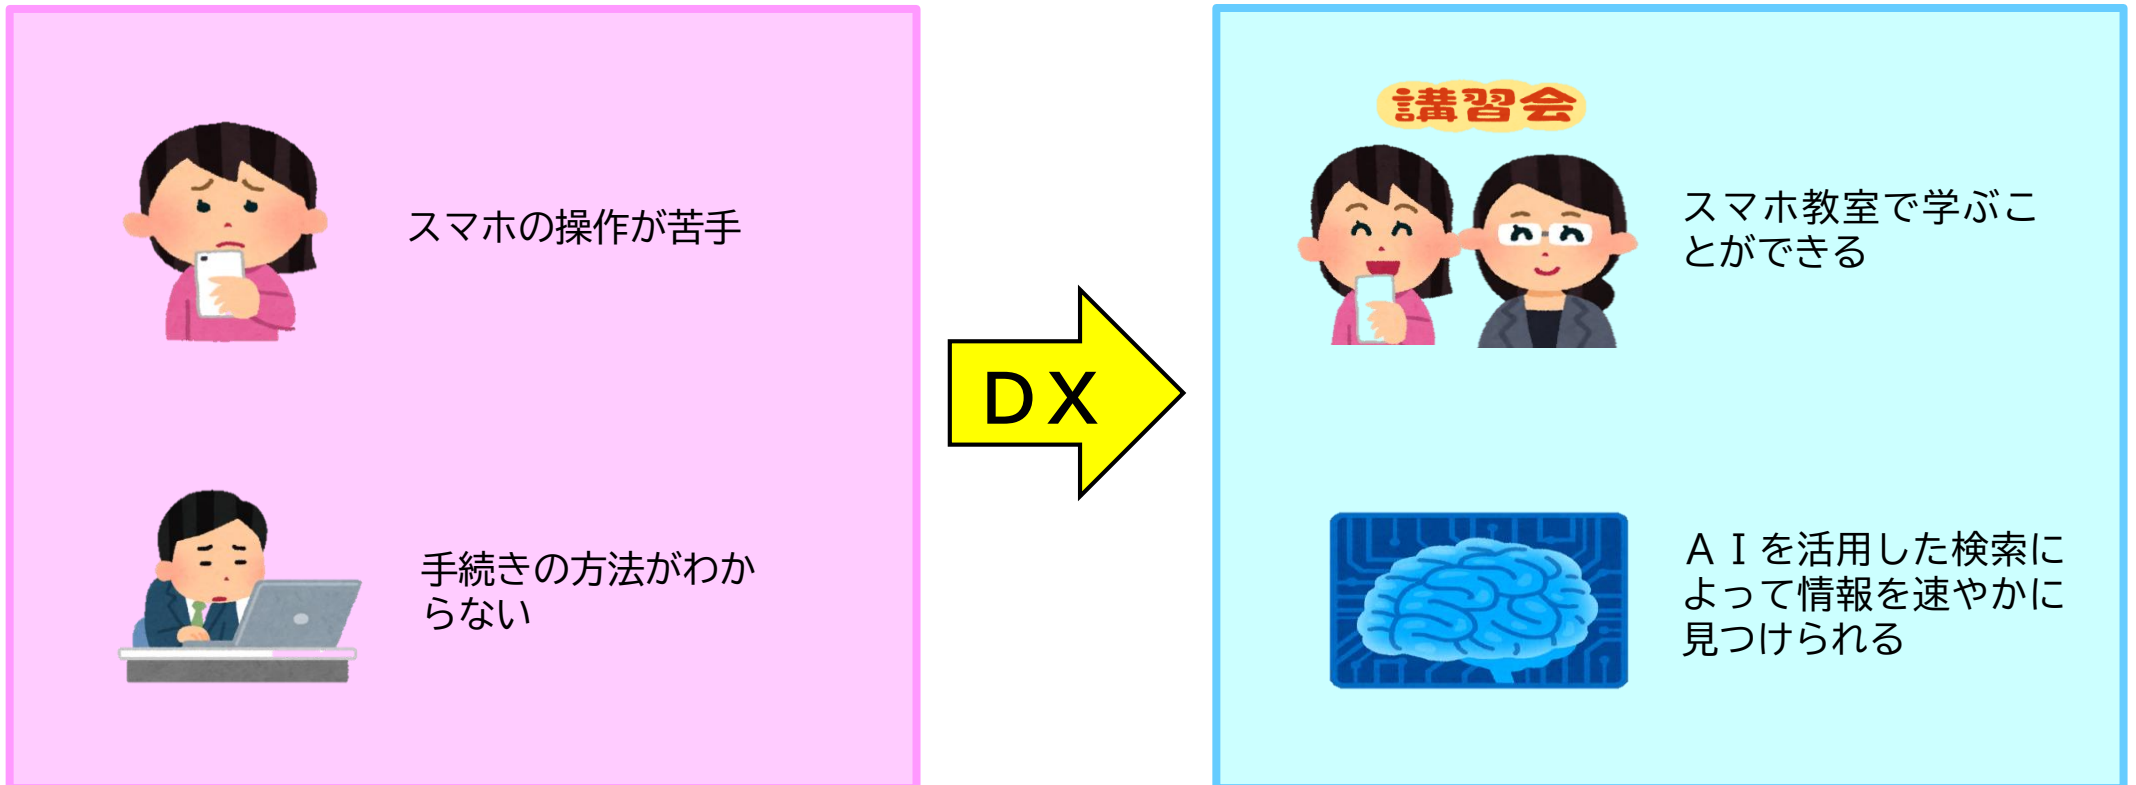 スマホの操作が苦手
手続きの方法がわか
らない
ＤＸ
講習会
スマホ教室で学ぶこ
とができる
ＡＩを活用した検索に
よって情報を速やかに
見つけられる